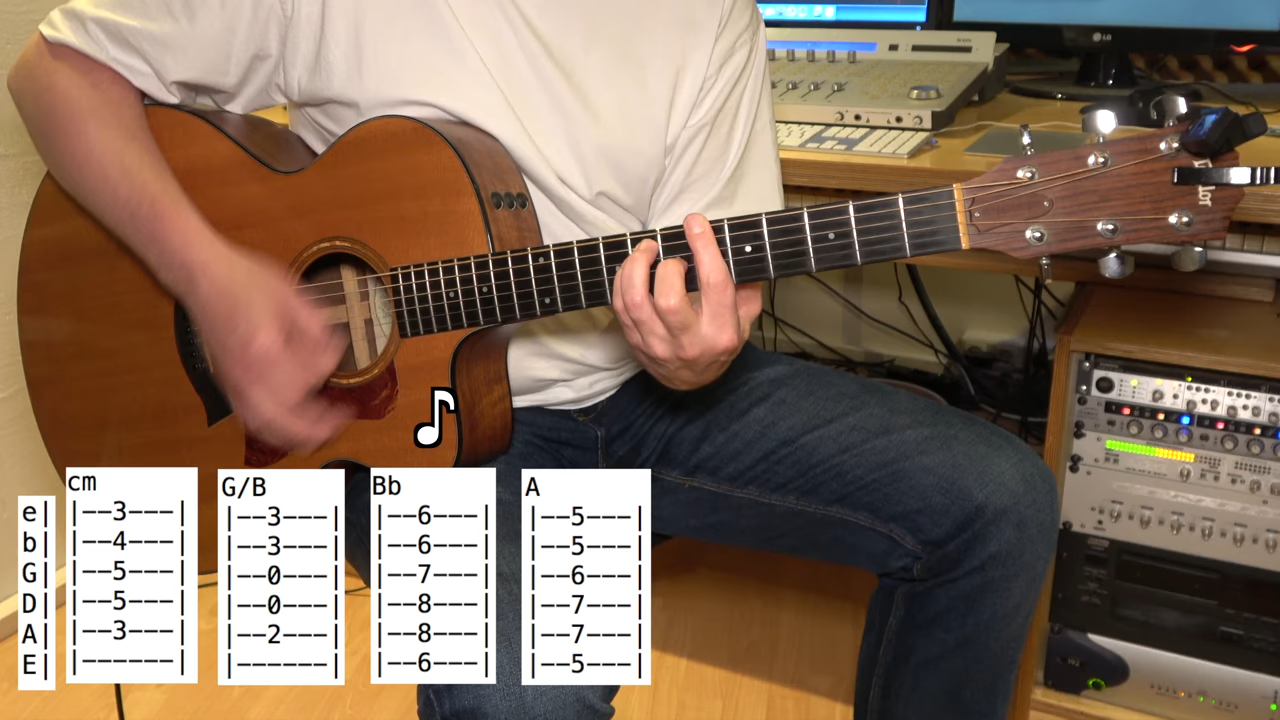 LG
cm
G/B
Bb
A
e| |--3---| |--3---| |--6---| |--5---|
b| |--4---| |--3---| |--6---| |--5---|
G| |--5---| |--0---| |--7---| |--6---|
D| |--5---| |--0---| |--8---| |--7---|
A| |--3---| |--2---| |--8---| |--7---|
E| |------| |------| |--6---| |--5---|